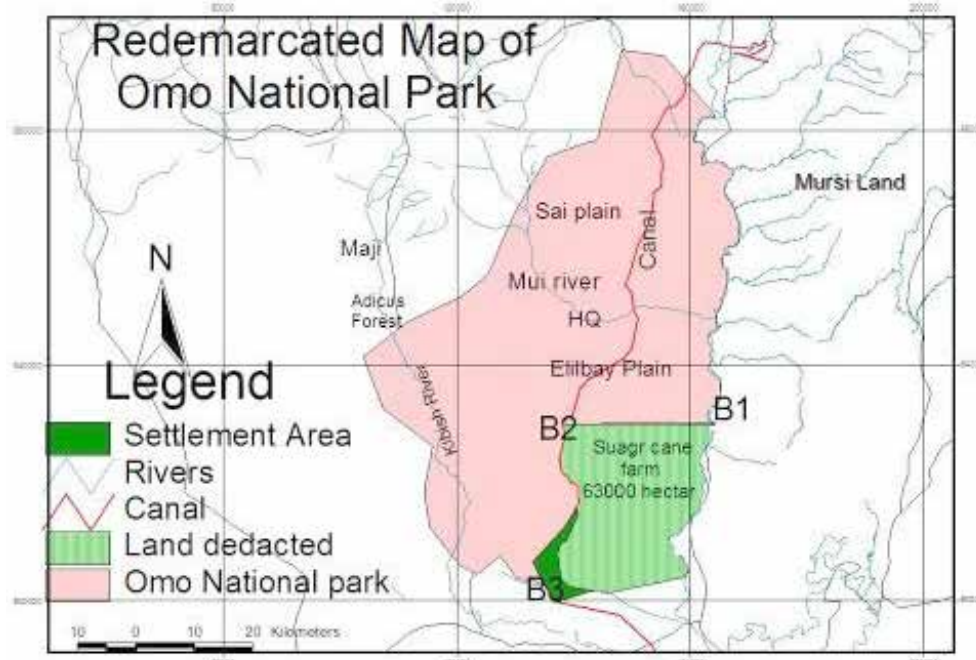 Redemarcated Map of
Omo National Park
Mursi Land
Sai plain
Canal
Maji
N
Mui river
Adicus
Forest
HQ
Elilbay Plain
Kibish River
B1
B2
Suagr cane
farm
63000 hectar
B3
Legend
Settlement Area
Rivers
Canal
Land dedacted
Omo National park
10 0 10 20 Kilometers